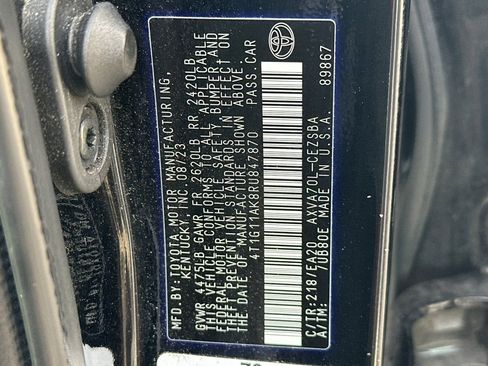 MFD.BY:TOYOTA MOTOR MANUFACTURING,
KENTUCKY, INC. 08/23
GVWR 4475LB GAWR FR 2620LB RR 2420LB
THIS VEHICLE CONFORMS TO ALL APPLICABLE
FEDERAL MOTOR VEHICLE SAFETY, BUMPER AND
THEFT PREVENTION STANDARDS IN EFFECT ON
THE DATE OF MANUFACTURE SHOWN ABOVE.
4T1G11AK8RU847870 PASS.CAR
C/TR:218/EA20 AXVA70L-CEZSBA
A/TM: /UB80E MADE IN U.S.A. 89867